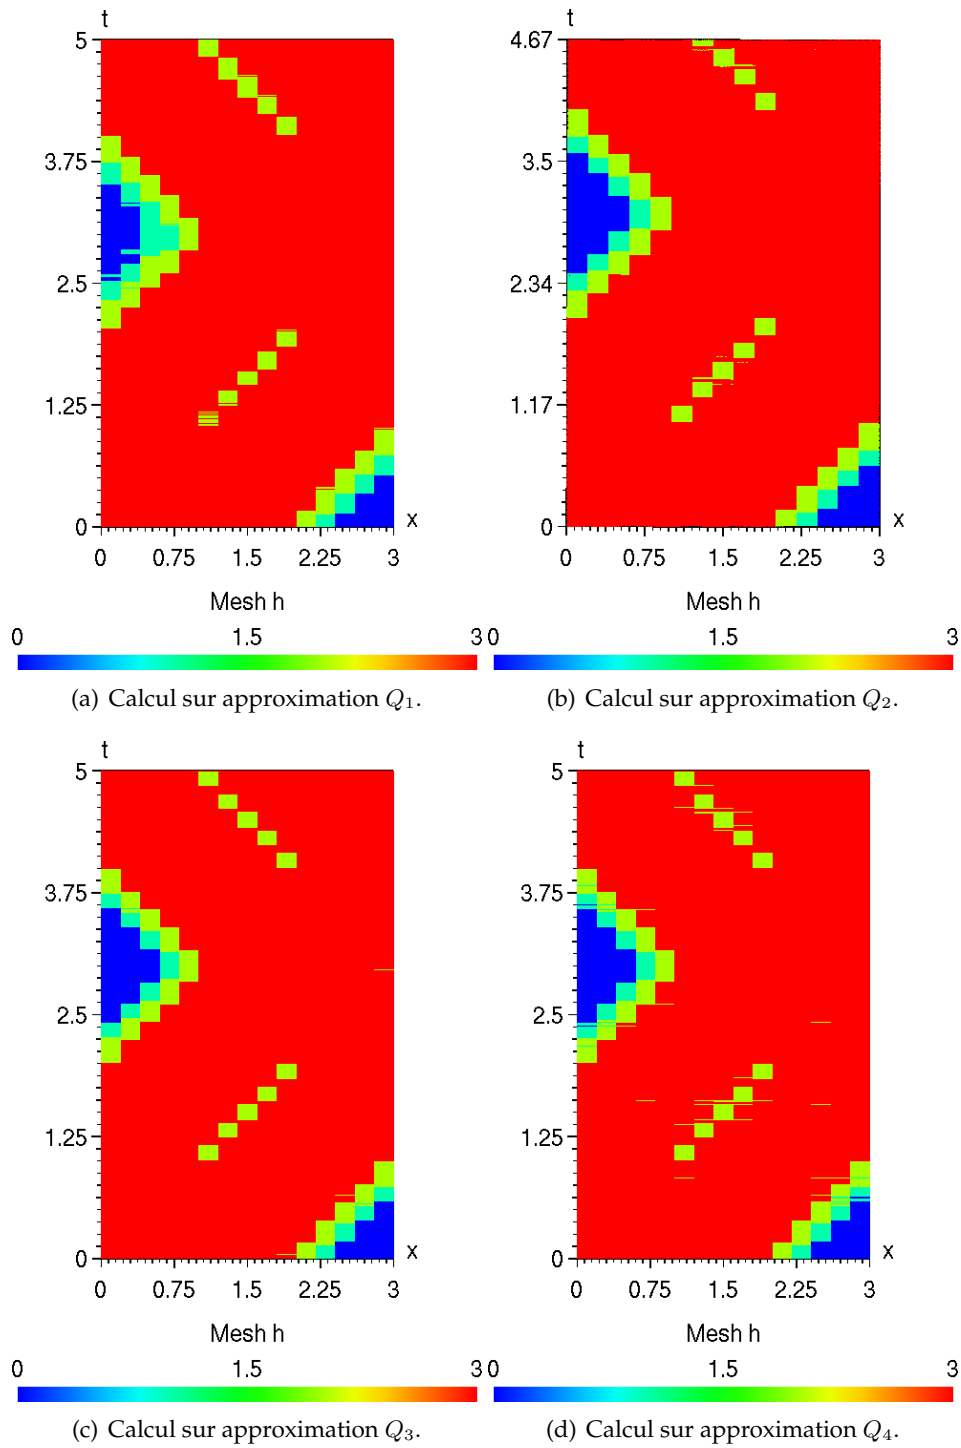 t
5
3.75
2.5
1.25
0
x
0 0.75 1.5 2.25 3
Mesh h
0 1.5 3
(a) Calcul sur approximation Q1.
t
4.67
3.5
2.34
1.17
0
x
0 0.75 1.5 2.25 3
Mesh h
0 1.5 3
(b) Calcul sur approximation Q2.
t
5
3.75
2.5
1.25
0
x
0 0.75 1.5 2.25 3
Mesh h
0 1.5 3
(c) Calcul sur approximation Q3.
t
5
3.75
2.5
1.25
0
x
0 0.75 1.5 2.25 3
Mesh h
0 1.5 3
(d) Calcul sur approximation Q4.